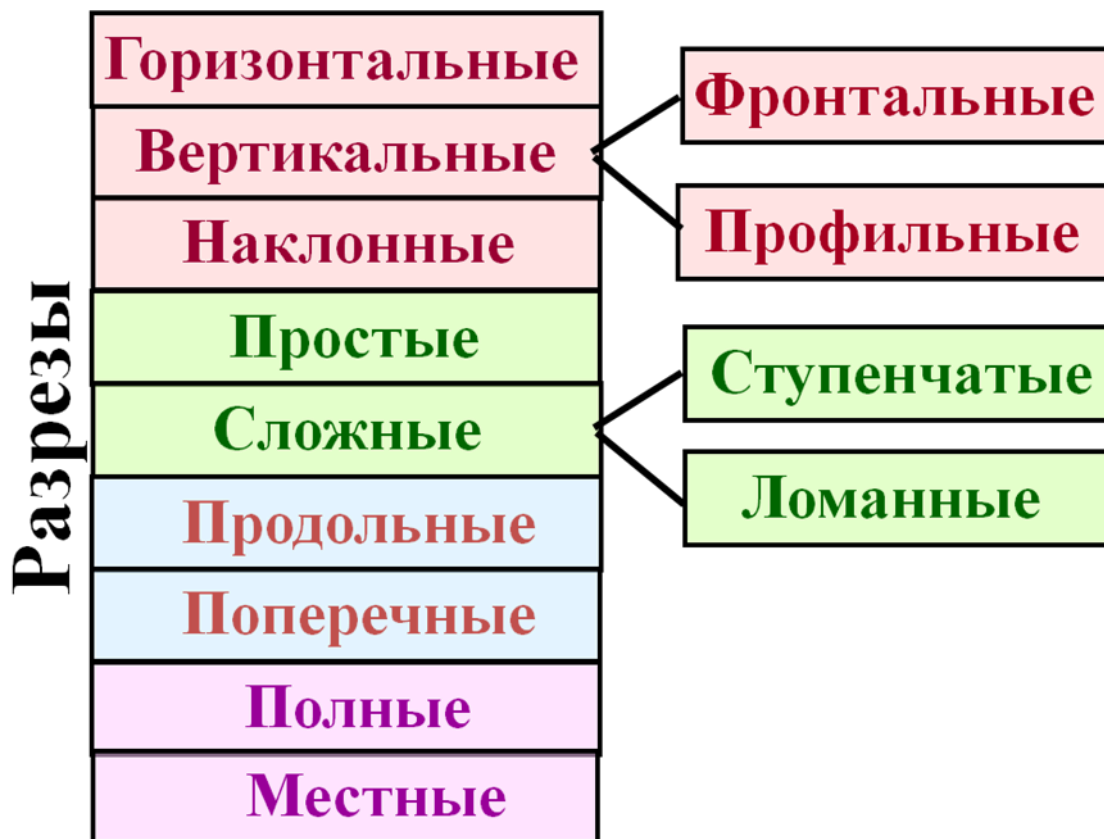 Разрезы
Горизонтальные
Вертикальные
Фронтальные
Профильные
Наклонные
Простые
Сложные
Ступенчатые
Ломанные
Продольные
Поперечные
Полные
Местные